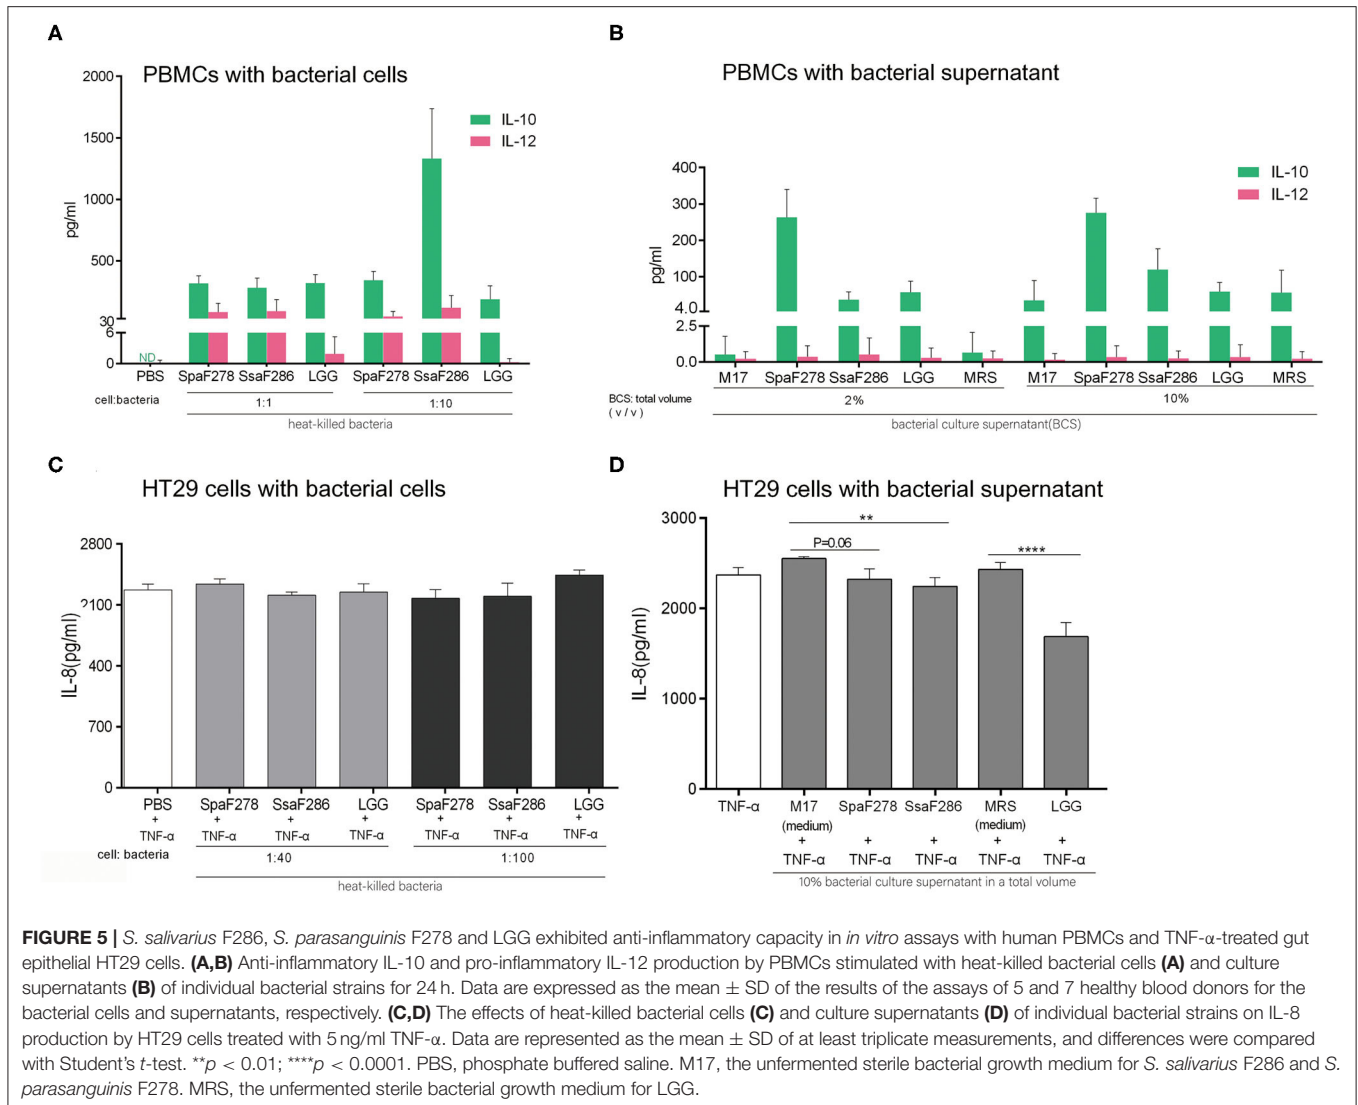 A
PBMCs with bacterial cells
2000
1500
1000
500
30
6
0
pg/ml
IL-10
IL-12
ND
PBS SpaF278 SsaF286 LGG SpaF278 SsaF286 LGG
cell:bacteria 1:1 1:10
heat-killed bacteria
B
PBMCs with bacterial supernatant
400
300
200
100
4.0
2.5
0.0
pg/ml
IL-10
IL-12
M17 SpaF278 SsaF286 LGG MRS M17 SpaF278 SsaF286 LGG MRS
BCS: total volume 2% 10%
( v / v )
bacterial culture supernatant(BCS)
C
HT29 cells with bacterial cells
2800
2100
400
700
0
IL-8(pg/ml)
PBS SpaF278 SsaF286 LGG SpaF278 SsaF286 LGG
+ + + + + + +
TNF-α TNF-α TNF-α TNF-α TNF-α TNF-α TNF-α
cell: bacteria 1:40 1:100
heat-killed bacteria
D
HT29 cells with bacterial supernatant
3000
2000
1000
0
IL-8(pg/ml)
**
P=0.06
****
TNF-α M17 SpaF278 SsaF286 MRS LGG
(medium) (medium)
+ + + + +
TNF-α TNF-α TNF-α TNF-α TNF-α
10% bacterial culture supernatant in a total volume
FIGURE 5 | S. salivarius F286, S. parasanguinis F278 and LGG exhibited anti-inflammatory capacity in in vitro assays with human PBMCs and TNF-α-treated gut
epithelial HT29 cells. (A,B) Anti-inflammatory IL-10 and pro-inflammatory IL-12 production by PBMCs stimulated with heat-killed bacterial cells (A) and culture
supernatants (B) of individual bacterial strains for 24 h. Data are expressed as the mean ± SD of the results of the assays of 5 and 7 healthy blood donors for the
bacterial cells and supernatants, respectively. (C,D) The effects of heat-killed bacterial cells (C) and culture supernatants (D) of individual bacterial strains on IL-8
production by HT29 cells treated with 5 ng/ml TNF-α. Data are represented as the mean ± SD of at least triplicate measurements, and differences were compared
with Student's t-test. **p < 0.01; ****p < 0.0001. PBS, phosphate buffered saline. M17, the unfermented sterile bacterial growth medium for S. salivarius F286 and S.
parasanguinis F278. MRS, the unfermented sterile bacterial growth medium for LGG.